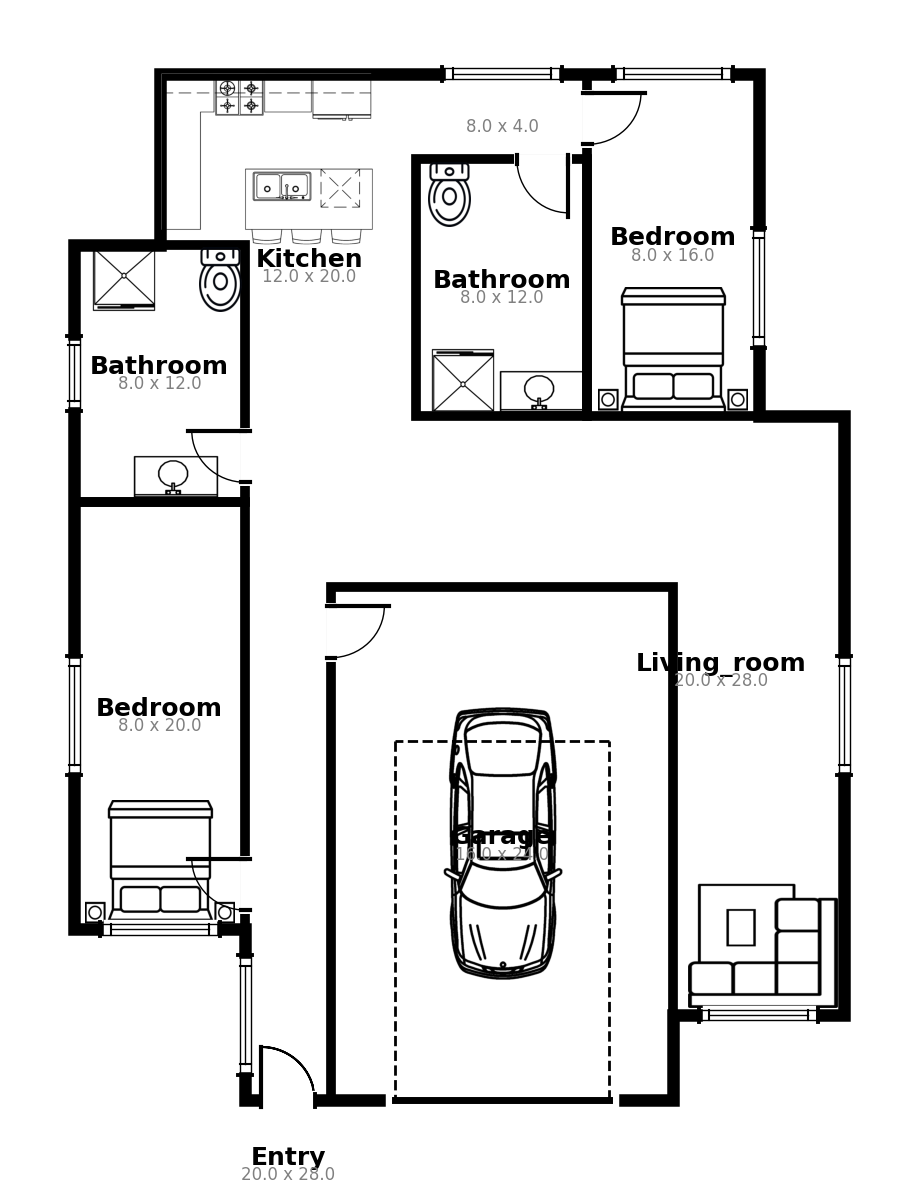 8.0 x 4.0
Bedroom
8.0 x 16.0
Kitchen
12.0 x 20.0
Bathroom
8.0 x 12.0
Bathroom
8.0 x 12.0
Living_room
20.0 x 28.0
Bedroom
8.0 x 20.0
Garage
16.0 x 24.0
Entry
20.0 x 28.0